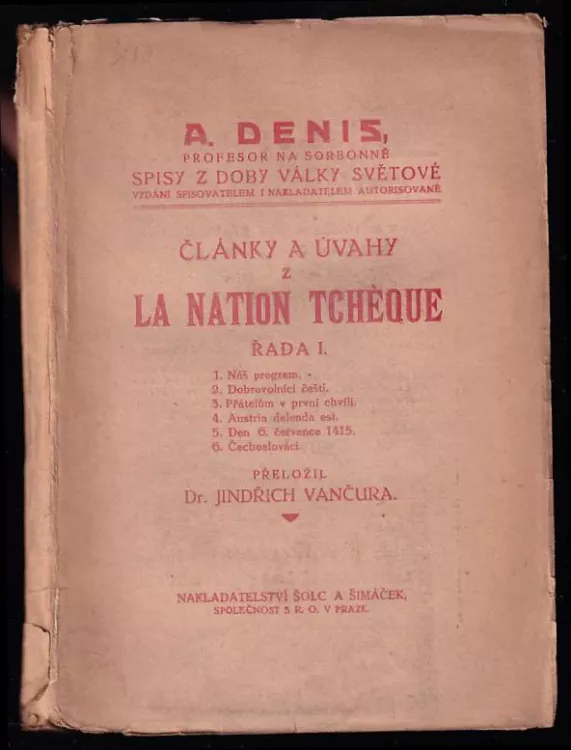 A. DENIS,
PROFESOR NA SORBONNĚ
SPISY Z DOBY VÁLKY SVĚTOVÉ
VYDÁNÍ SPISOVATELEM I NAKLADATELEM AUTORISOVANÉ
ČLÁNKY A ÚVAHY
Z
LA NATION TCHÈQUE
ŘADA I.
1. Náš program.
2. Dobrovolníci čeští.
3. Přátelům v první chvíli.
4. Austria delenda est.
5. Den 6. července 1415.
6. Čechoslováci.
PŘELOŽIL
Dr. JINDŘICH VANČURA.
NAKLADATELSTVÍ ŠOLC A ŠIMÁČEK,
SPOLEČNOST S R. O. V PRAZE.